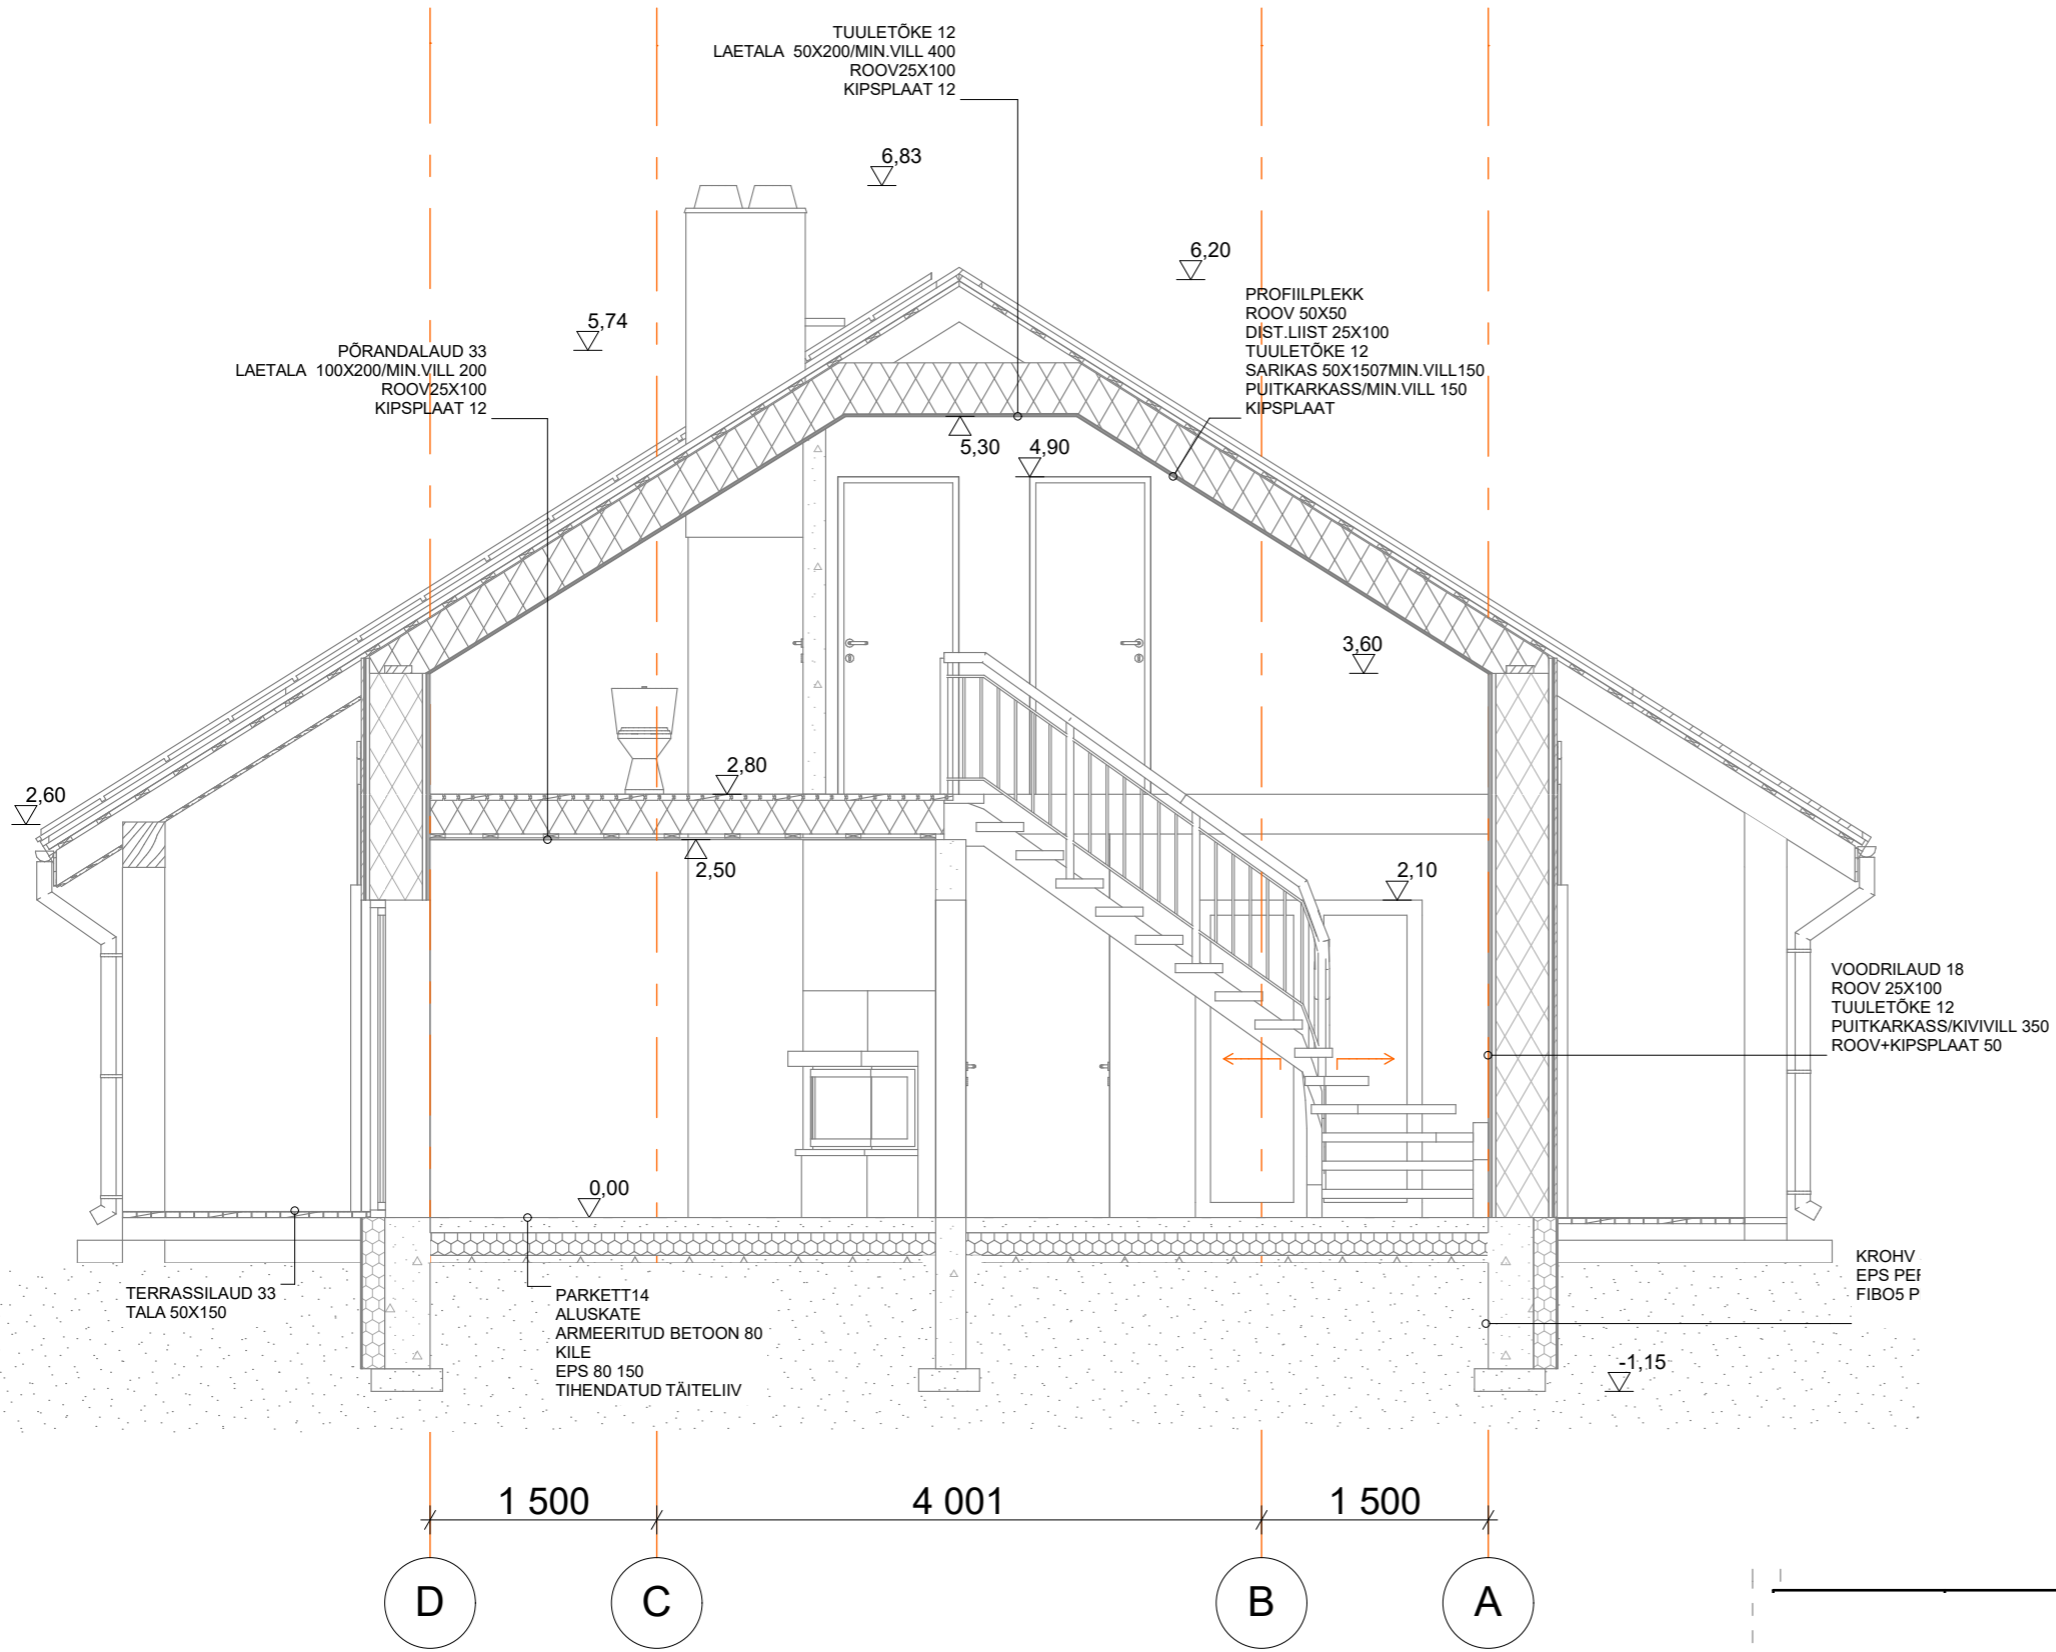 TUULETÕKE 12
LAETALA 50X200/MIN.VILL 400
ROOV25X100
KIPSPLAAT 12
6,83
6,20
5,74
PROFIILPLEKK
ROOV 50X50
DIST.LIIST 25X100
TUULETÕKE 12
SARIKAS 50X1507MIN.VILL150
PUITKARKASS/MIN.VILL 150
KIPSPLAAT
PÕRANDALAUD 33
LAETALA 100X200/MIN.VILL 200
ROOV25X100
KIPSPLAAT 12
5,30
4,90
3,60
2,80
2,60
2,50
2,10
VOODRILAUD 18
ROOV 25X100
TUULETÕKE 12
PUITKARKASS/KIVIVILL 350
ROOV+KIPSPLAAT 50
0,00
TERRASSILAUD 33
TALA 50X150
PARKETT14
ALUSKATE
ARMEERITUD BETOON 80
KILE
EPS 80 150
TIHENDATUD TÄITELIIV
KROHV
EPS
FIBO5 P
-1,15
1 500
4 001
1 500
D
C
B
A